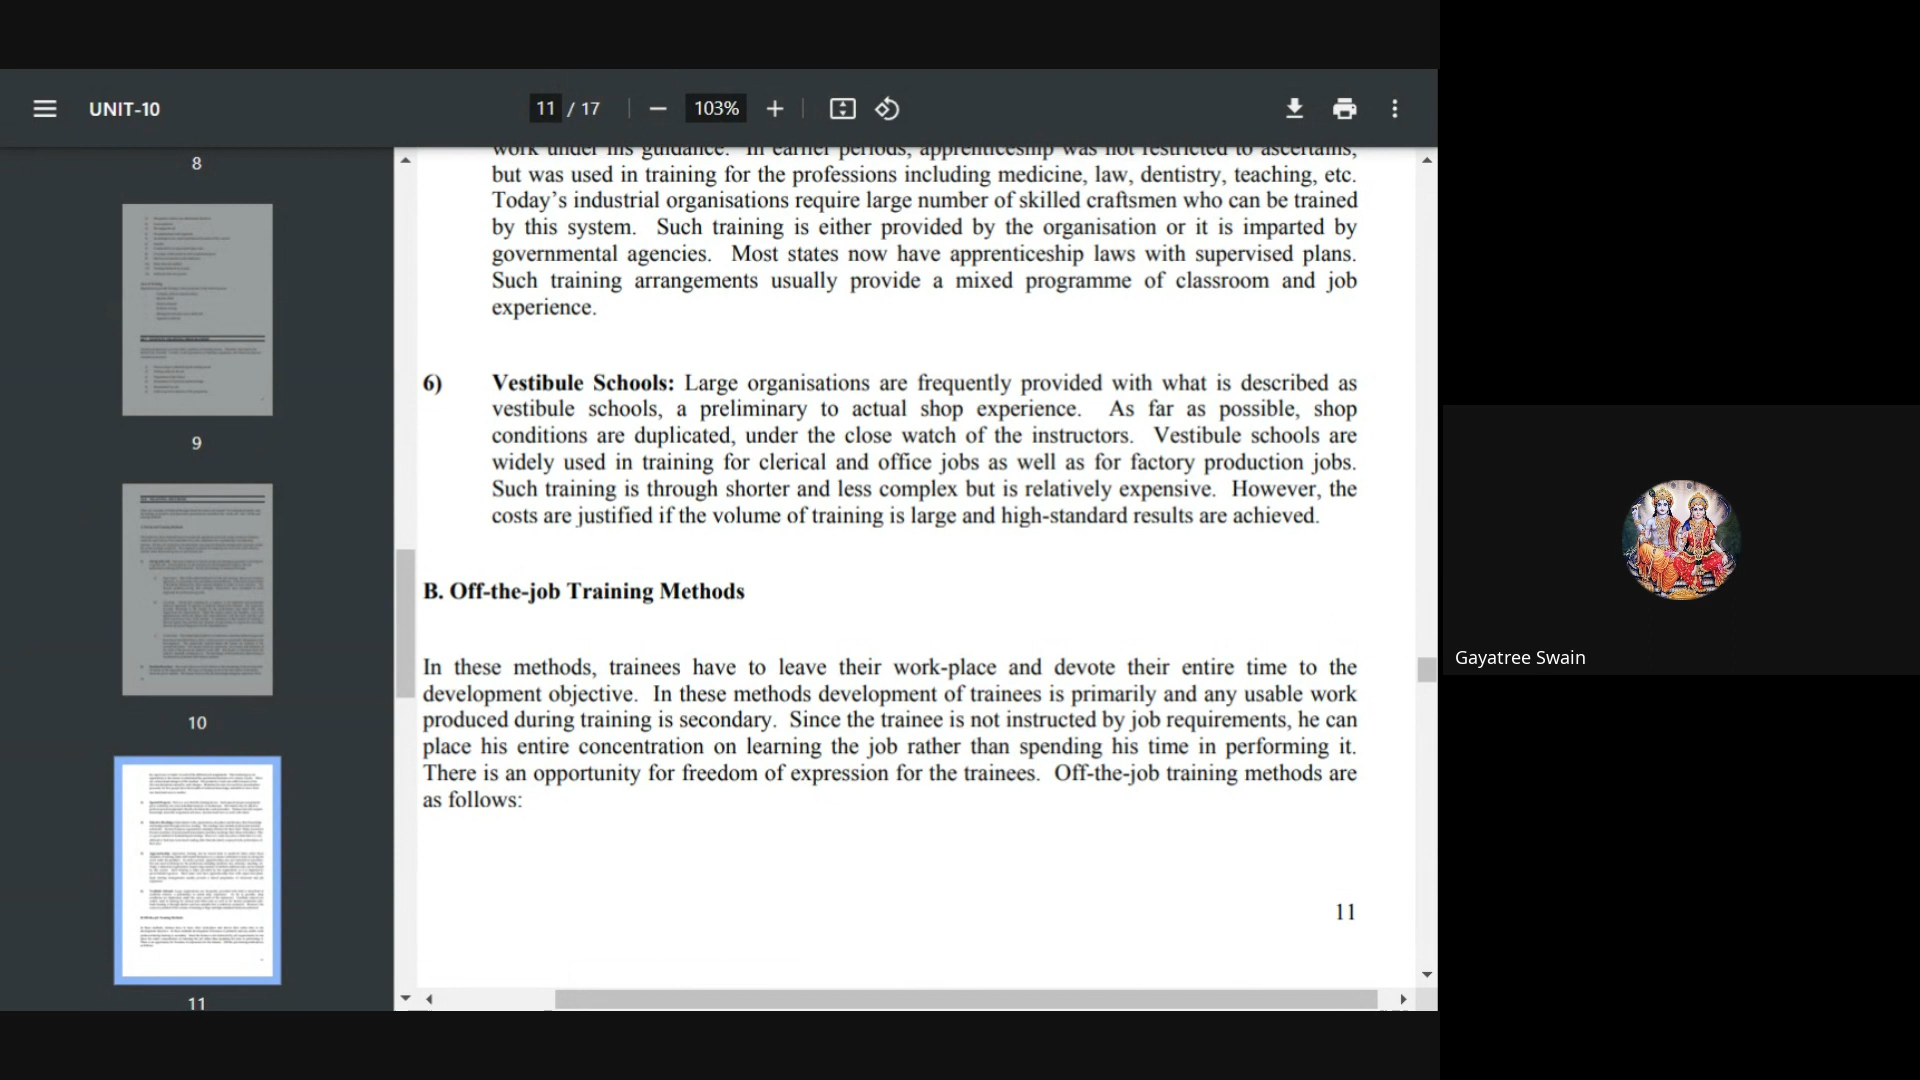 UNIT-10
11 / 17
103%
8
9
10
11
work under his guidance. In earlier periods, apprenticeship was not restricted to ascertains,
but was used in training for the professions including medicine, law, dentistry, teaching, etc.
Today's industrial organisations require large number of skilled craftsmen who can be trained
by this system. Such training is either provided by the organisation or it is imparted by
governmental agencies. Most states now have apprenticeship laws with supervised plans.
Such training arrangements usually provide a mixed programme of classroom and job
experience.
6) Vestibule Schools: Large organisations are frequently provided with what is described as
vestibule schools, a preliminary to actual shop experience. As far as possible, shop
conditions are duplicated, under the close watch of the instructors. Vestibule schools are
widely used in training for clerical and office jobs as well as for factory production jobs.
Such training is through shorter and less complex but is relatively expensive. However, the
costs are justified if the volume of training is large and high-standard results are achieved.
B. Off-the-job Training Methods
In these methods, trainees have to leave their work-place and devote their entire time to the
development objective. In these methods development of trainees is primarily and any usable work
produced during training is secondary. Since the trainee is not instructed by job requirements, he can
place his entire concentration on learning the job rather than spending his time in performing it.
There is an opportunity for freedom of expression for the trainees. Off-the-job training methods are
as follows:
11
Gayatree Swain